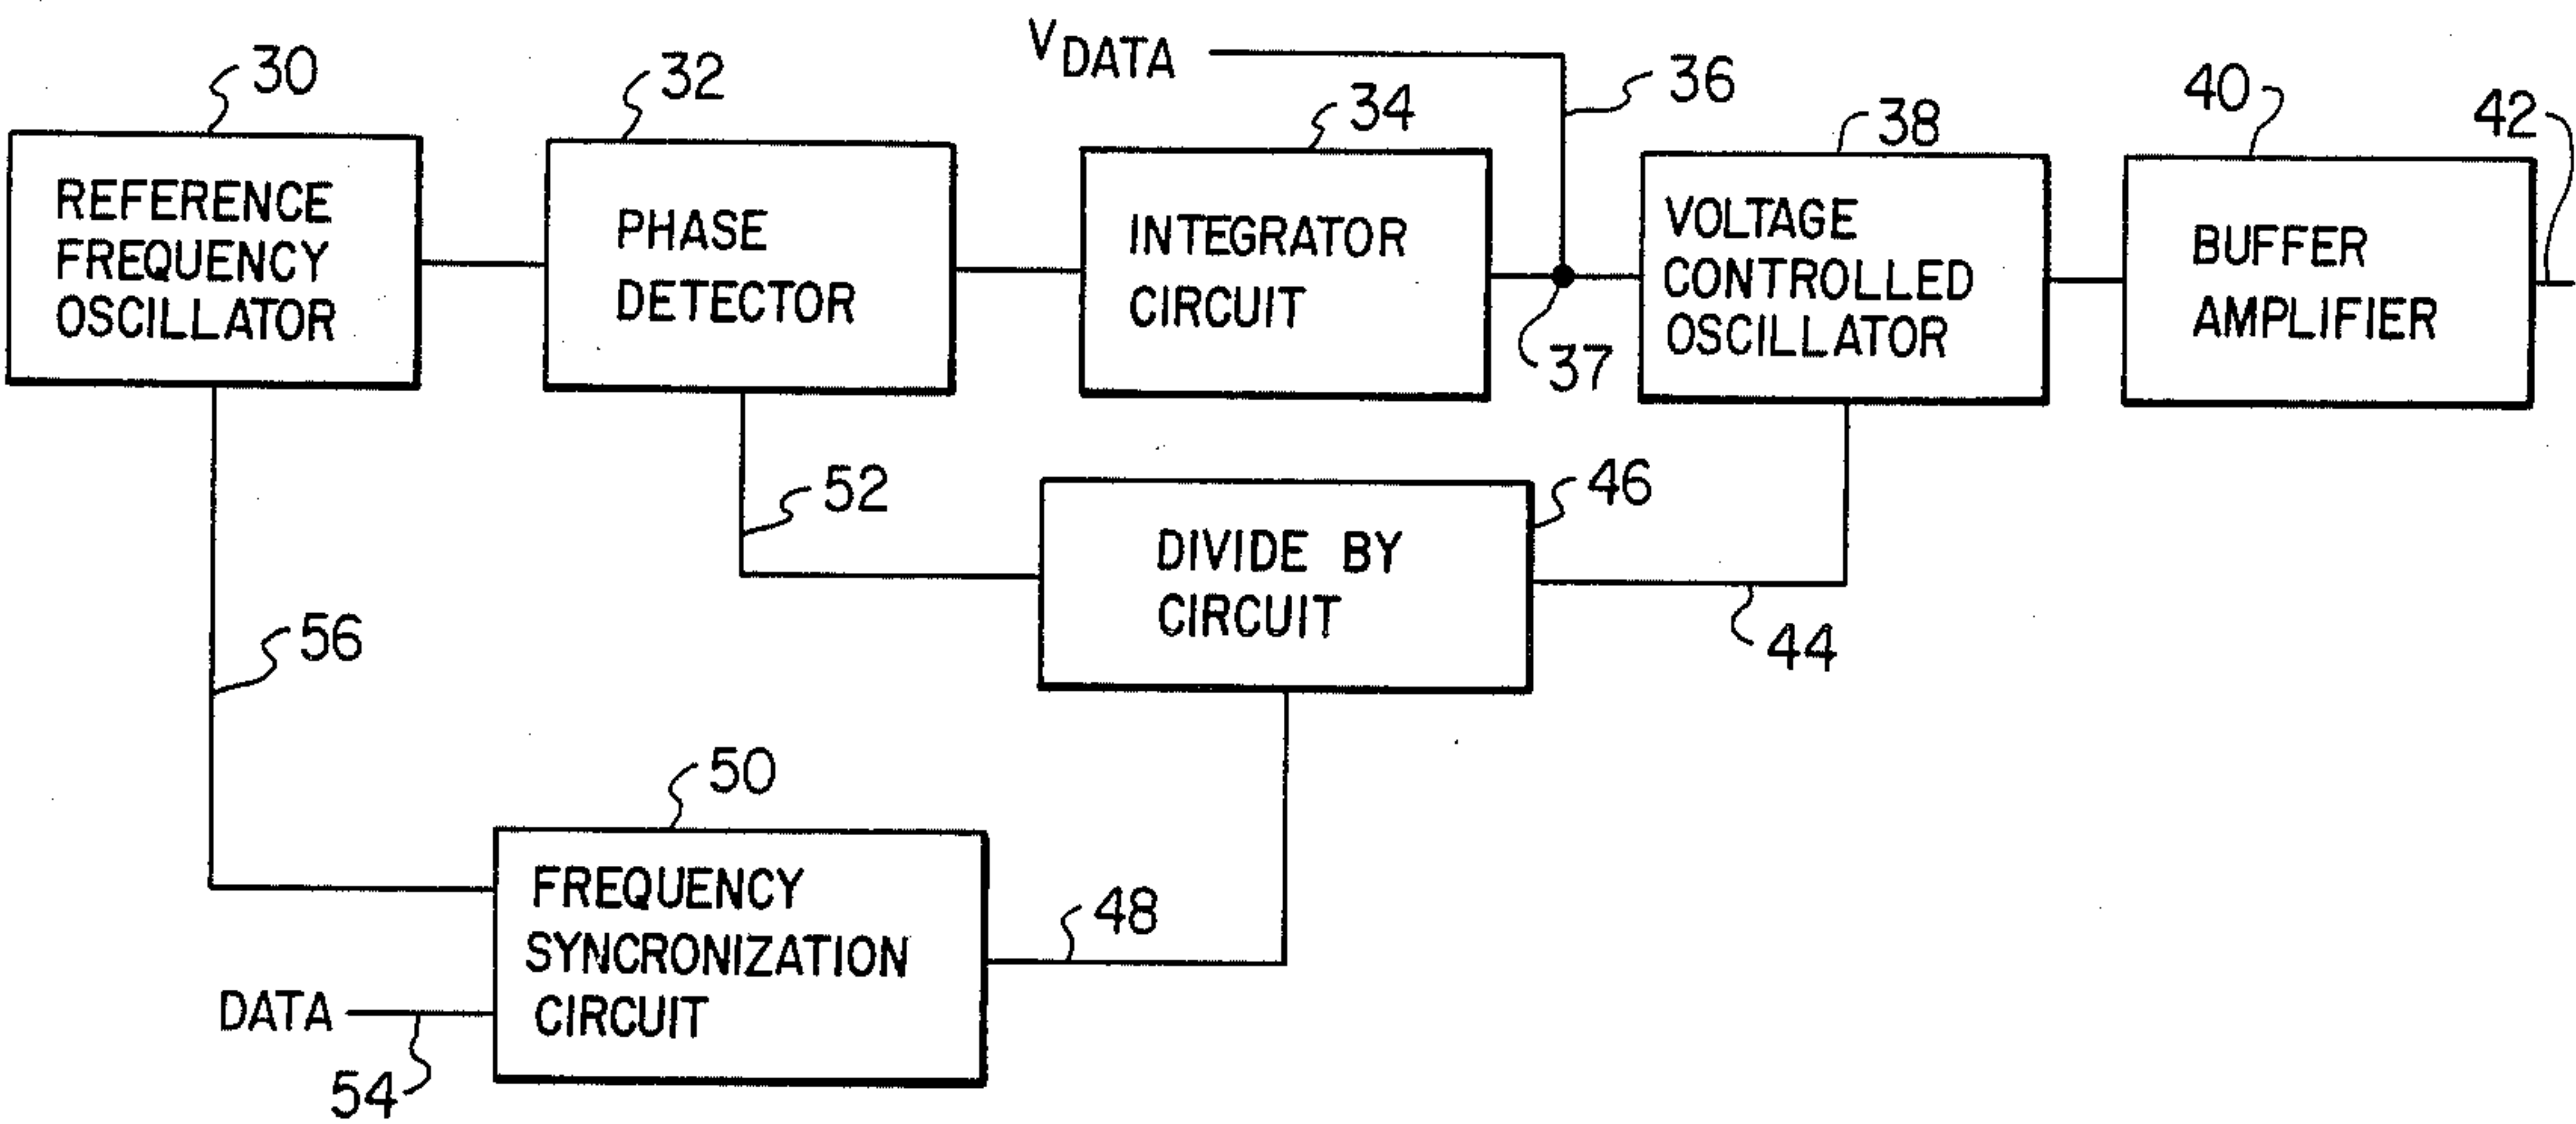 V DATA
30
32
34
36
38
40
42
REFERENCE
FREQUENCY
OSCILLATOR
PHASE
DETECTOR
INTEGRATOR
CIRCUIT
37
VOLTAGE
CONTROLLED
OSCILLATOR
BUFFER
AMPLIFIER
52
DIVIDE BY
CIRCUIT
46
44
56
50
FREQUENCY
SYNCRONIZATION
CIRCUIT
48
DATA
54